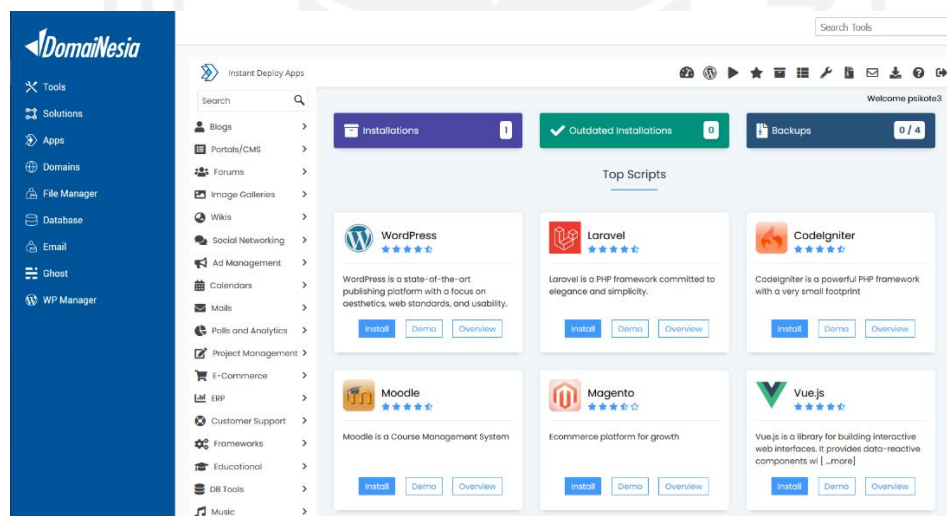 Search Tools
DomaiNesia
Tools
Solutions
Apps
Domains
File Manager
Database
Email
Ghost
WP Manager
Instant Deploy Apps
Search
Blogs
Portals/CMS
Forums
Image Galleries
Wikis
Social Networking
Ad Management
Calendars
Mails
Polls and Analytics
Project Management
E-Commerce
ERP
Customer Support
Frameworks
Educational
DB Tools
Music
Welcome psikote3
Installations 1
Outdated Installations 0
Backups 0 / 4
Top Scripts
WordPress
WordPress is a state-of-the-art
publishing platform with a focus on
aesthetics, web standards, and usability.
Install Demo Overview
Laravel
Laravel is a PHP framework committed to
elegance and simplicity.
Install Demo Overview
CodeIgniter
CodeIgniter is a powerful PHP framework
with a very small footprint
Install Demo Overview
Moodle
Moodle is a Course Management System
Install Demo Overview
Magento
Ecommerce platform for growth
Install Demo Overview
Vue.js
Vue.js is a library for building interactive
web interfaces. It provides data-reactive
components wi [ ...more]
Install Demo Overview